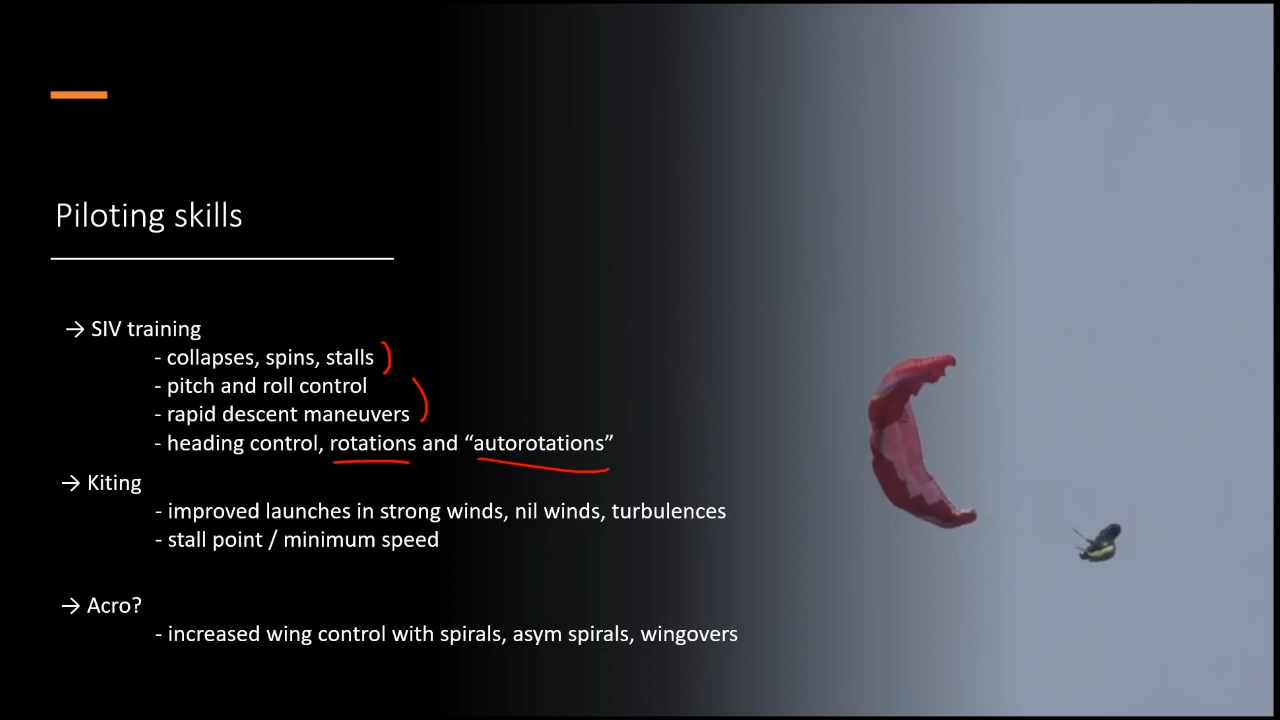 Piloting skills
→ SIV training
- collapses, spins, stalls
- pitch and roll control
- rapid descent maneuvers
- heading control, rotations and “autorotations”
→ Kiting
- improved launches in strong winds, nil winds, turbulences
- stall point / minimum speed
→ Acro?
- increased wing control with spirals, asym spirals, wingovers